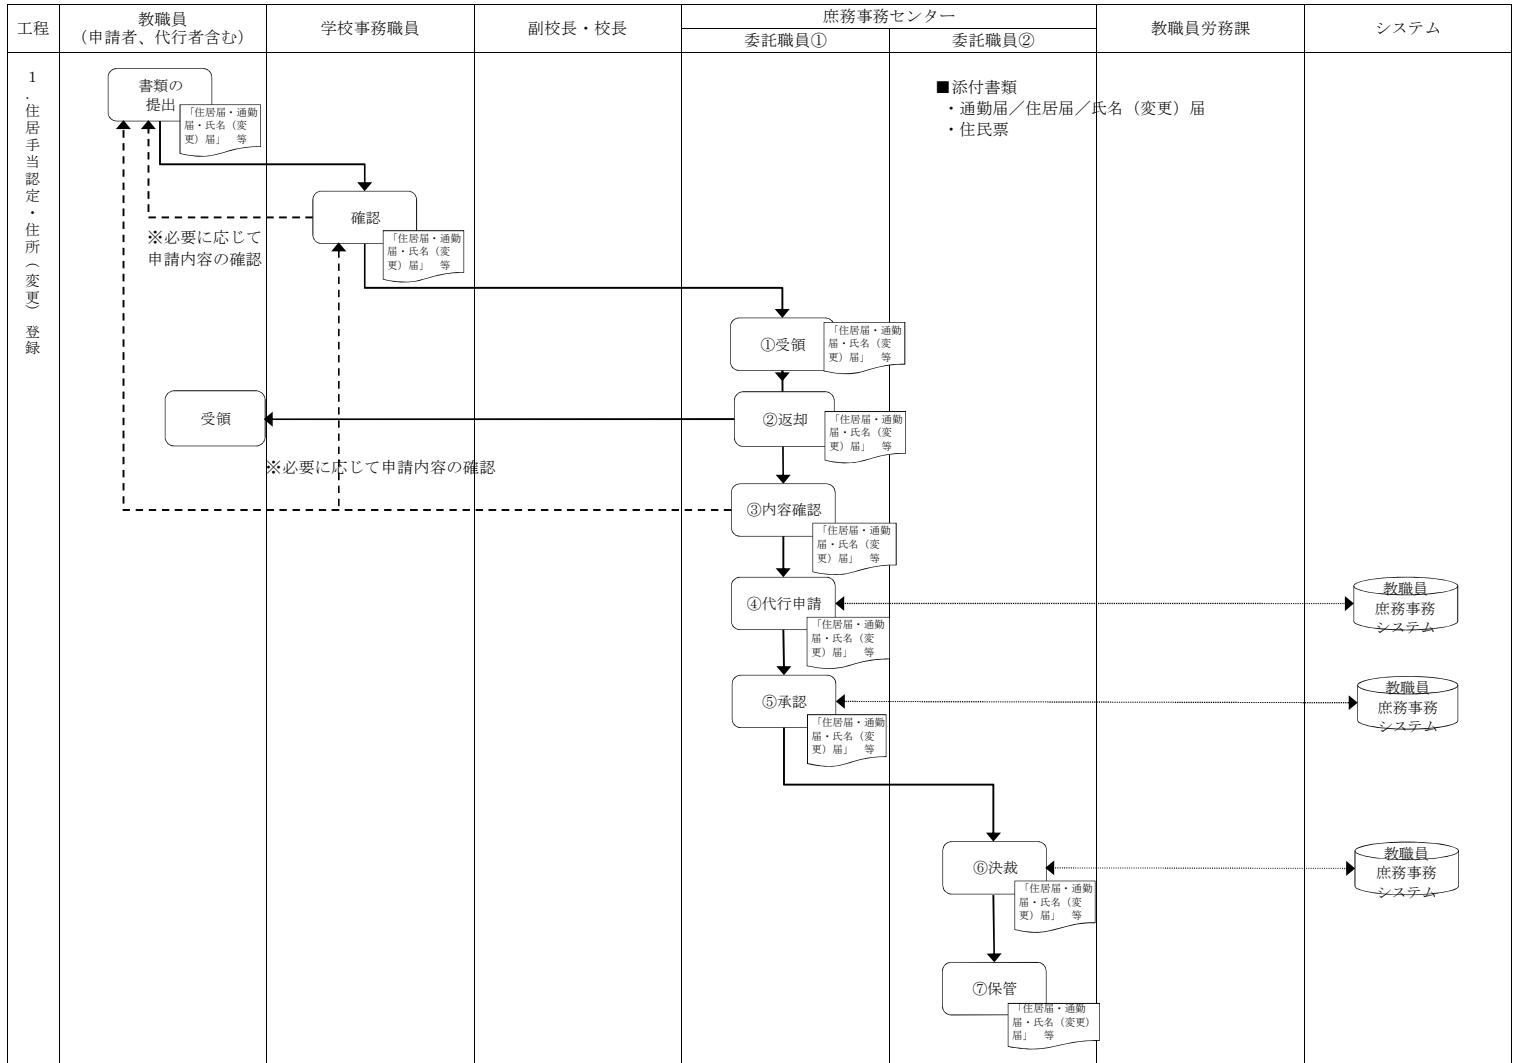 工程
教職員
（申請者、代行者含む）
学校事務職員
副校長・校長
庶務事務センター
委託職員①
委託職員②
教職員労務課
システム
1.住居手当認定・住所（変更）登録
書類の
提出
「住居届・通勤
届・氏名（変
更）届」　等
■添付書類
・通勤届／住居届／氏名（変更）届
・住民票
確認
「住居届・通勤
届・氏名（変
更）届」　等
※必要に応じて
申請内容の確認
①受領
「住居届・通勤
届・氏名（変
更）届」　等
受領
②返却
「住居届・通勤
届・氏名（変
更）届」　等
※必要に応じて申請内容の確認
③内容確認
「住居届・通勤
届・氏名（変
更）届」　等
④代行申請
「住居届・通勤
届・氏名（変
更）届」　等
教職員
庶務事務
システム
⑤承認
「住居届・通勤
届・氏名（変
更）届」　等
教職員
庶務事務
システム
⑥決裁
「住居届・通勤
届・氏名（変
更）届」　等
教職員
庶務事務
システム
⑦保管
「住居届・通勤
届・氏名（変更）
届」　等